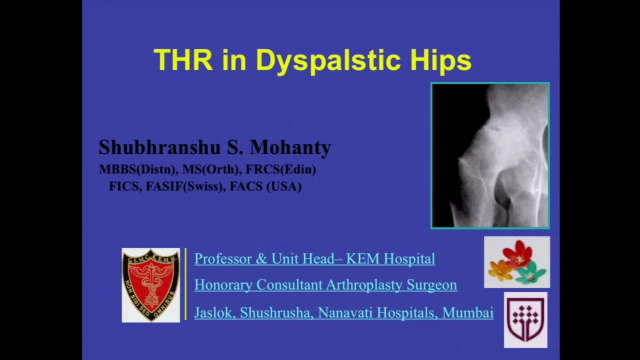 THR in Dyspalstic Hips
Shubhranshu S. Mohanty
MBBS(Distn), MS(Orth), FRCS(Edin)
FICS, FASIF(Swiss), FACS (USA)
Professor & Unit Head– KEM Hospital
Honorary Consultant Arthroplasty Surgeon
Jaslok, Shushrusha, Nanavati Hospitals, Mumbai